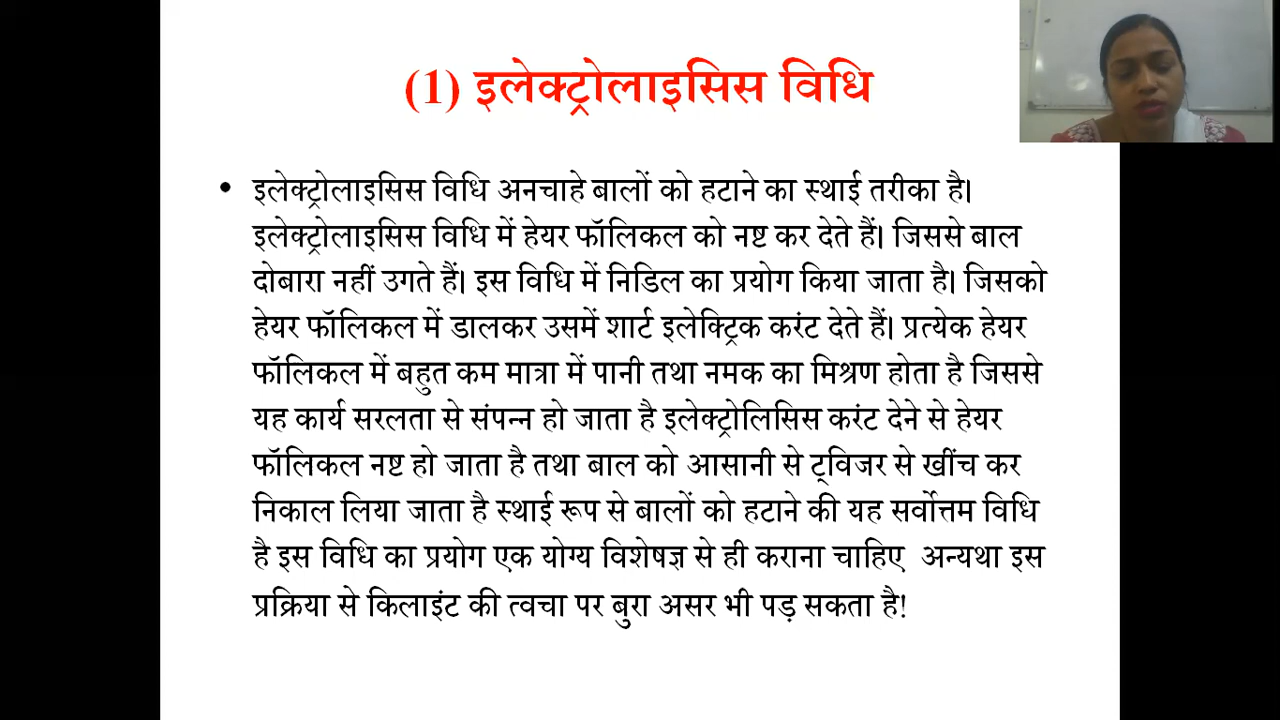 (1) इलेक्ट्रोलाइसिस विधि
• इलेक्ट्रोलाइसिस विधि अनचाहे बालों को हटाने का स्थाई तरीका है।
इलेक्ट्रोलाइसिस विधि में हेयर फॉलिकल को नष्ट कर देते हैं। जिससे बाल
दोबारा नहीं उगते हैं। इस विधि में निडिल का प्रयोग किया जाता है। जिसको
हेयर फॉलिकल में डालकर उसमें शार्ट इलेक्ट्रिक करंट देते हैं। प्रत्येक हेयर
फॉलिकल में बहुत कम मात्रा में पानी तथा नमक का मिश्रण होता है जिससे
यह कार्य सरलता से संपन्न हो जाता है इलेक्ट्रोलिसिस करंट देने से हेयर
फॉलिकल नष्ट हो जाता है तथा बाल को आसानी से ट्विजर से खींच कर
निकाल लिया जाता है स्थाई रूप से बालों को हटाने की यह सर्वोत्तम विधि
है इस विधि का प्रयोग एक योग्य विशेषज्ञ से ही कराना चाहिए अन्यथा इस
प्रक्रिया से किलाइंट की त्वचा पर बुरा असर भी पड़ सकता है!